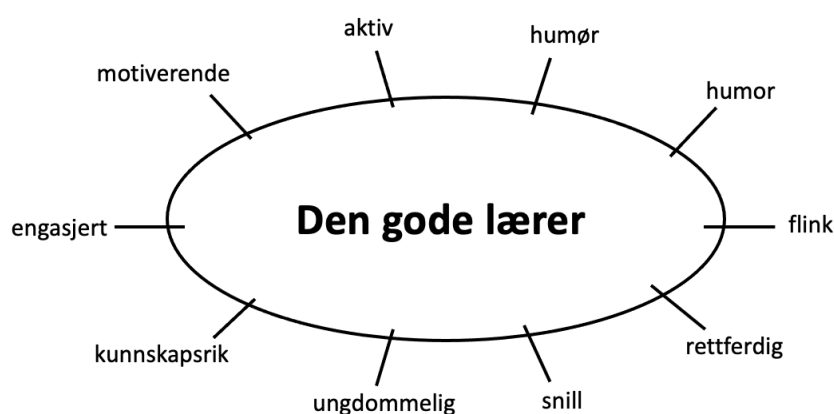 aktiv
humør
motiverende
humor
Den gode lærer
engasjert
flink
kunnskapsrik
rettferdig
ungdommelig
snill